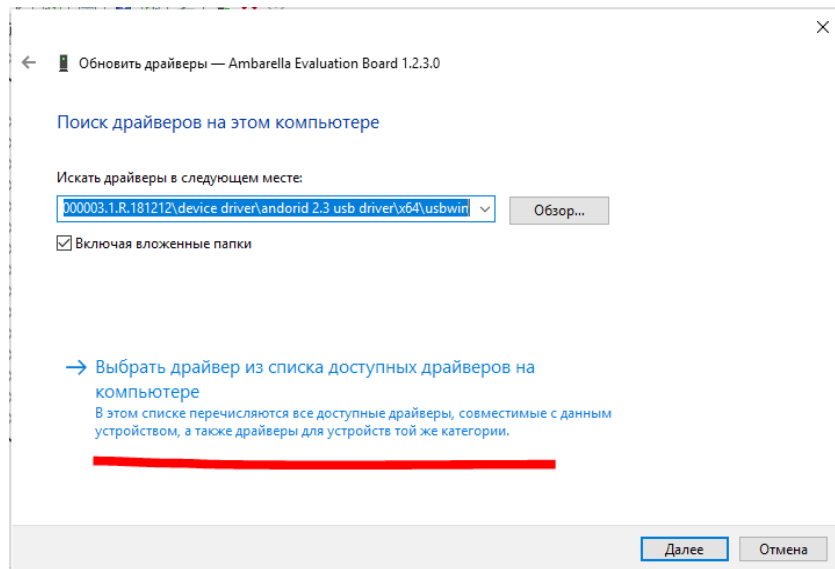 Обновить драйверы — Ambarella Evaluation Board 1.2.3.0
Поиск драйверов на этом компьютере
Искать драйверы в следующем месте:
000003.1.R.181212\device driver\andorid 2.3 usb driver\x64\usbwin
Обзор...
Включая вложенные папки
Выбрать драйвер из списка доступных драйверов на
компьютере
В этом списке перечисляются все доступные драйверы, совместимые с данным
устройством, а также драйверы для устройств той же категории.
Далее
Отмена